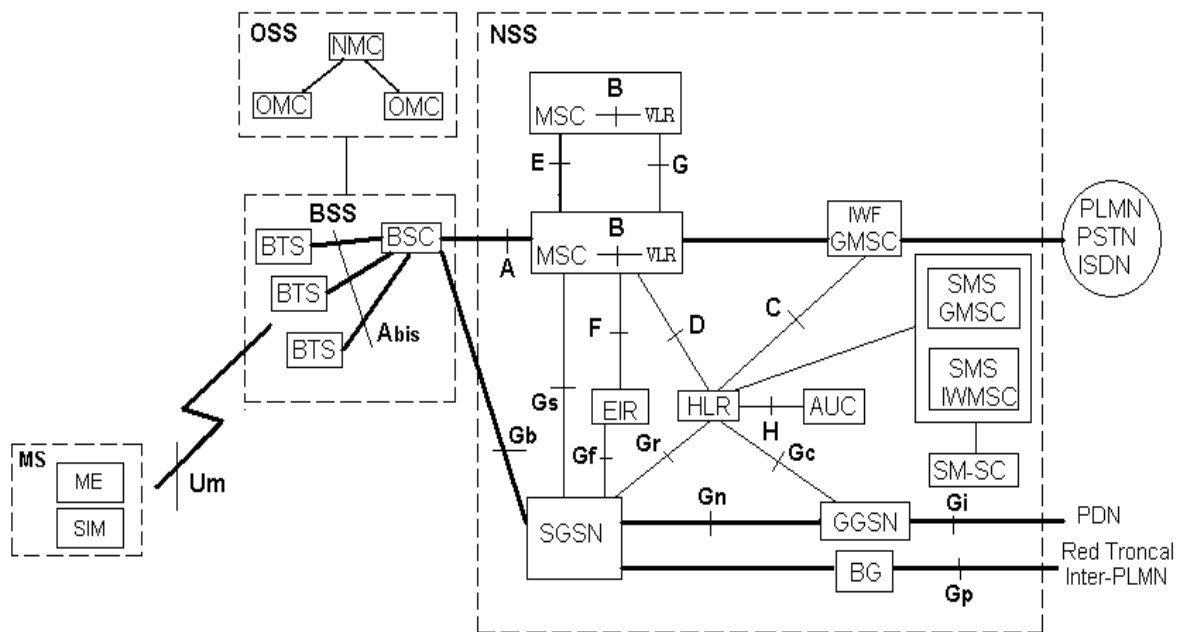 OSS
NMC
OMC
OMC
NSS
B
MSC
VLR
E
G
BSS
BTS
BSC
BTS
BTS
Abis
A
B
MSC
VLR
IWF
GMSC
PLMN
PSTN
ISDN
SMS
GMSC
SMS
IWMSC
SM-SC
F
D
C
Gs
EIR
HLR
H
AUC
Gb
Gf
Gr
Gc
MS
ME
SIM
Um
SGSN
Gn
GGSN
Gi
PDN
BG
Gp
Red Troncal
Inter-PLMN